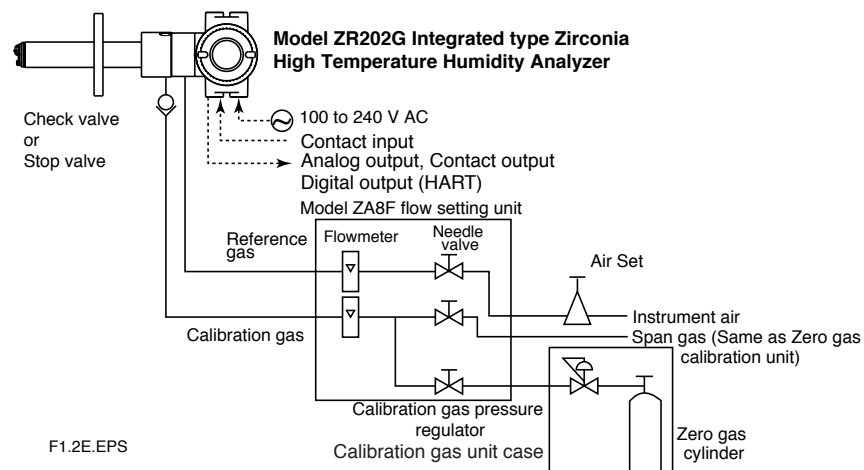 Model ZR202G Integrated type Zirconia
High Temperature Humidity Analyzer
Check valve
or
Stop valve
100 to 240 V AC
Contact input
Analog output, Contact output
Digital output (HART)
Model ZA8F flow setting unit
Reference
gas
Flowmeter
Needle
valve
Air Set
Instrument air
Span gas (Same as Zero gas
calibration unit)
Calibration gas
Calibration gas pressure
regulator
Calibration gas unit case
Zero gas
cylinder
F1.2E.EPS